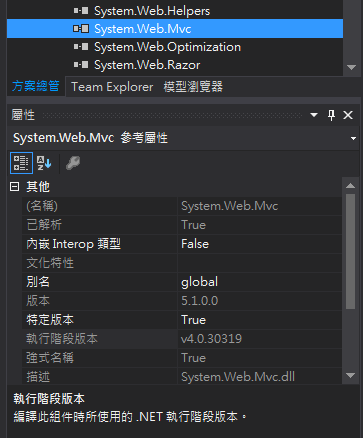 System.Web.Helpers
System.Web.Mvc
System.Web.Optimization
System.Web.Razor
方案總管 Team Explorer 模型瀏覽器
屬性
System.Web.Mvc 參考屬性
其他
(名稱) System.Web.Mvc
已解析 True
內嵌 Interop 類型 False
文化特性
別名 global
版本 5.1.0.0
特定版本 True
執行階段版本 v4.0.30319
強式名稱 True
描述 System.Web.Mvc.dll
執行階段版本
編譯此組件時所使用的 .NET 執行階段版本。